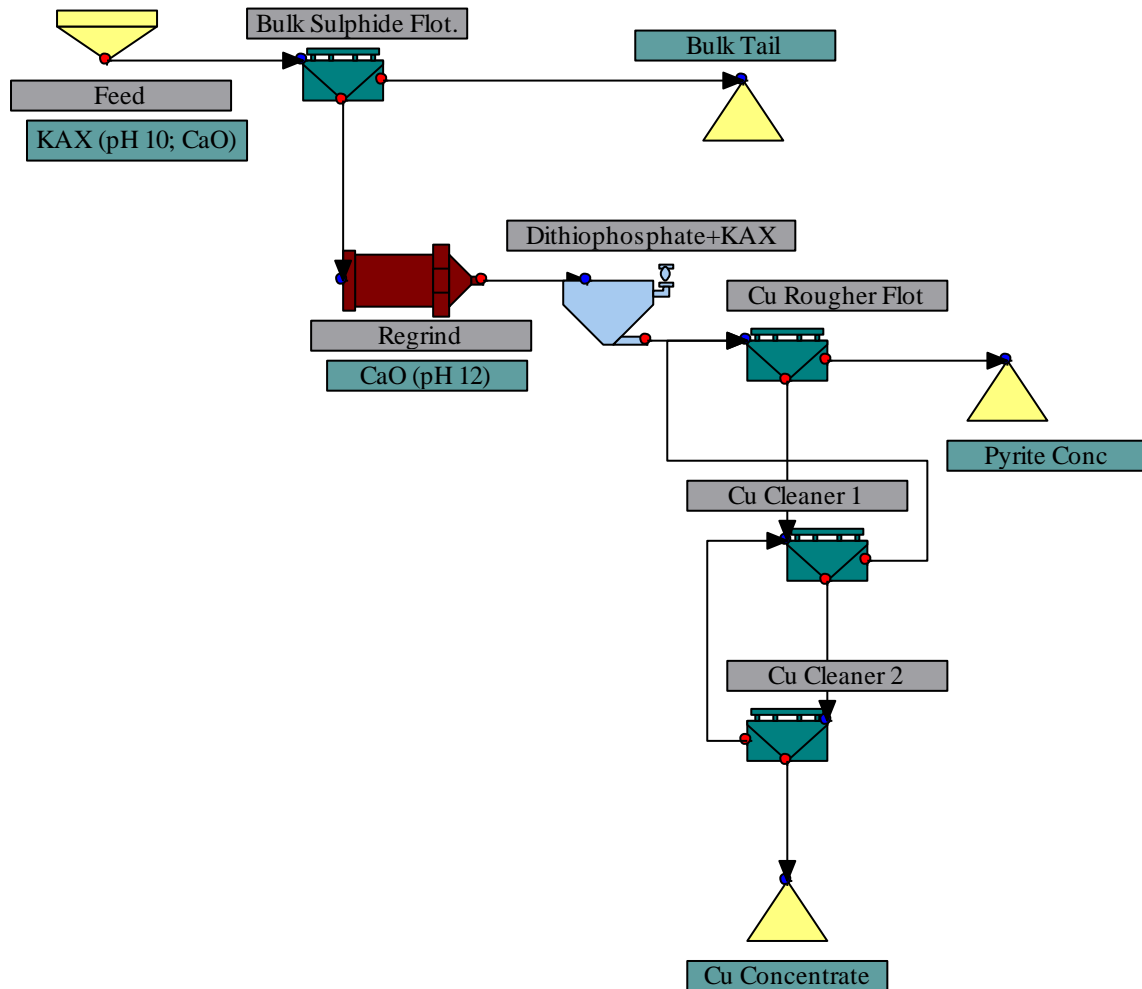 Bulk Sulphide Flot.
Bulk Tail
Feed
KAX (pH 10; CaO)
Dithiophosphate+KAX
Cu Rougher Flot
Regrind
CaO (pH 12)
Pyrite Conc
Cu Cleaner 1
Cu Cleaner 2
Cu Concentrate